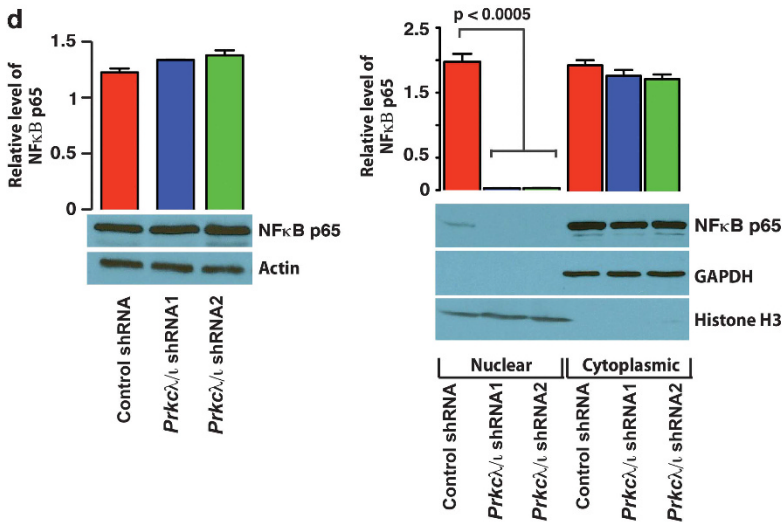 d
Relative level of
NFκB p65
1.5
1
0.5
0
NFκB p65
Actin
Control shRNA
Prkcλ/ι shRNA1
Prkcλ/ι shRNA2
p < 0.0005
Relative level of
NFκB p65
2.5
1.5
0.5
0
NFκB p65
GAPDH
Histone H3
Nuclear
Cytoplasmic
Control shRNA
Prkcλ/ι shRNA1
Prkcλ/ι shRNA2
Control shRNA
Prkcλ/ι shRNA1
Prkcλ/ι shRNA2